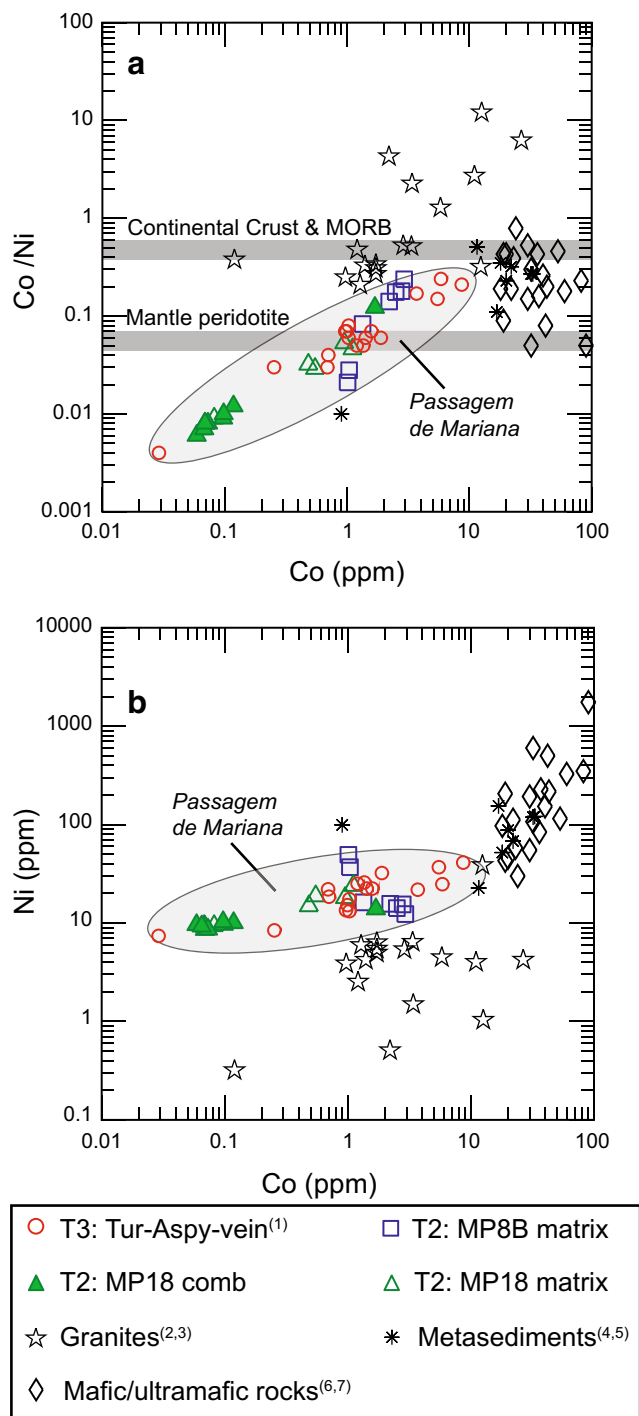 a
100
10
1
0.1
0.01
0.001
Co /Ni
Continental Crust & MORB
Mantle peridotite
Passagem
de Mariana
0.01 0.1 1 10 100
Co (ppm)
b
10000
1000
100
10
1
0.1
Ni (ppm)
Passagem
de Mariana
0.01 0.1 1 10 100
Co (ppm)
T3: Tur-Aspy-vein(1) T2: MP8B matrix
T2: MP18 comb T2: MP18 matrix
Granites(2,3) Metasediments(4,5)
Mafic/ultramafic rocks(6,7)